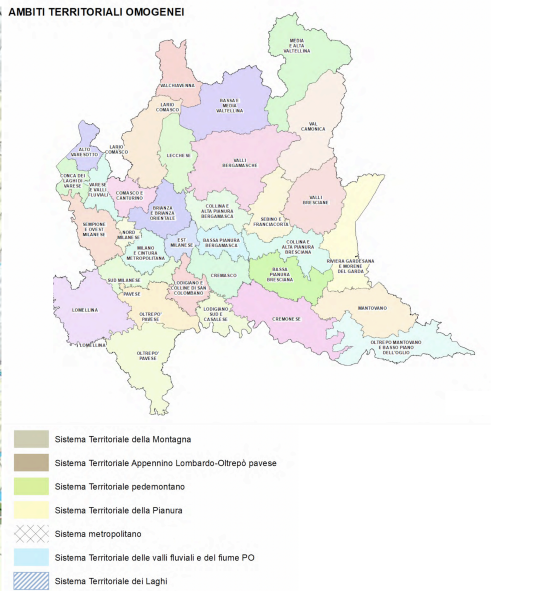 AMBITI TERRITORIALI OMOGENEI
MEDIA
E ALTA
VALTELLINA
VALCHIAVENNA
LARIO
COMASCO
BASSA E
MEDIA
VALTELLINA
VAL
CAMONICA
ALTO
VARESOTTO
LARIO
COMASCO
LECCHESE
VALLI
BERGAMASCHE
CONCA DEI
LAGHI DI
VARESE
VARESE
E VALLI
FLUVIALI
COMASCO E
CANTURINO
BRIANZA
E BRIANZA
ORIENTALE
COLLINA E
ALTA PIANURA
BERGAMASCA
VALLI
BRESCIANE
SEBINO E
FRANCIACORTA
SEMPIONE
E OVEST
MILANESE
NORD
MILANESE
MILANO
E CINTURA
METROPOLITANA
EST
MILANESE
BASSA PIANURA
BERGAMASCA
COLLINA E
ALTA PIANURA
BRESCIANA
RIVIERA GARDESANA
E MORENE
DEL GARDA
SUD MILANESE
LODIGIANO E
COLLINE DI SAN
COLOMBANO
CREMASCO
BASSA
PIANURA
BRESCIANA
PAVESE
LOMELLINA
OLTREPO'
PAVESE
LODIGIANO
SUD E
CASALESE
CREMONESE
MANTOVANO
LOMELLINA
OLTREPO'
PAVESE
OLTREPO MANTOVANO
E BASSO PIANO
DELL'OGLIO
Sistema Territoriale della Montagna
Sistema Territoriale Appennino Lombardo-Oltrepò pavese
Sistema Territoriale pedemontano
Sistema Territoriale della Pianura
Sistema metropolitano
Sistema Territoriale delle valli fluviali e del fiume PO
Sistema Territoriale dei Laghi